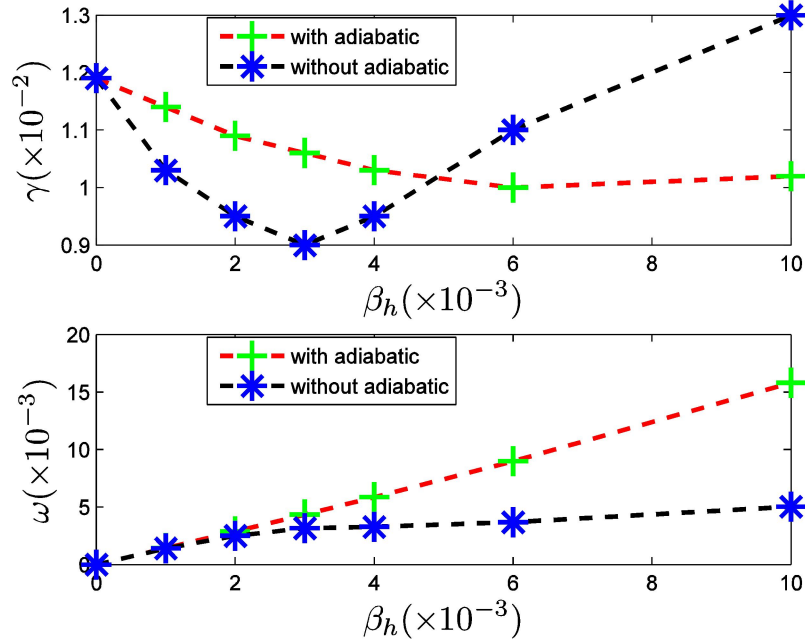 1.3
1.2
1.1
1
0.9
γ(×10⁻²)
with adiabatic
without adiabatic
0 2 4 6 8 10
βₕ(×10⁻³)
20
15
10
5
0
ω(×10⁻³)
with adiabatic
without adiabatic
0 2 4 6 8 10
βₕ(×10⁻³)